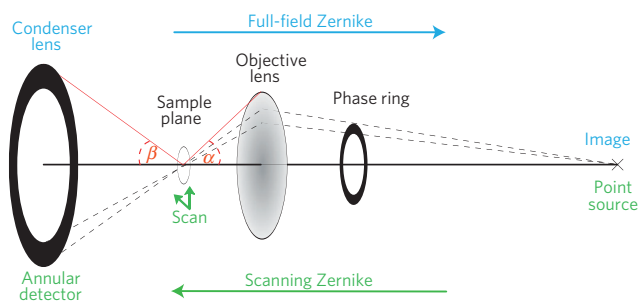 Full-field Zernike
Condenser
lens
Objective
lens
Phase ring
Sample
plane
β
α
Image
Point
source
Scan
Annular
detector
Scanning Zernike